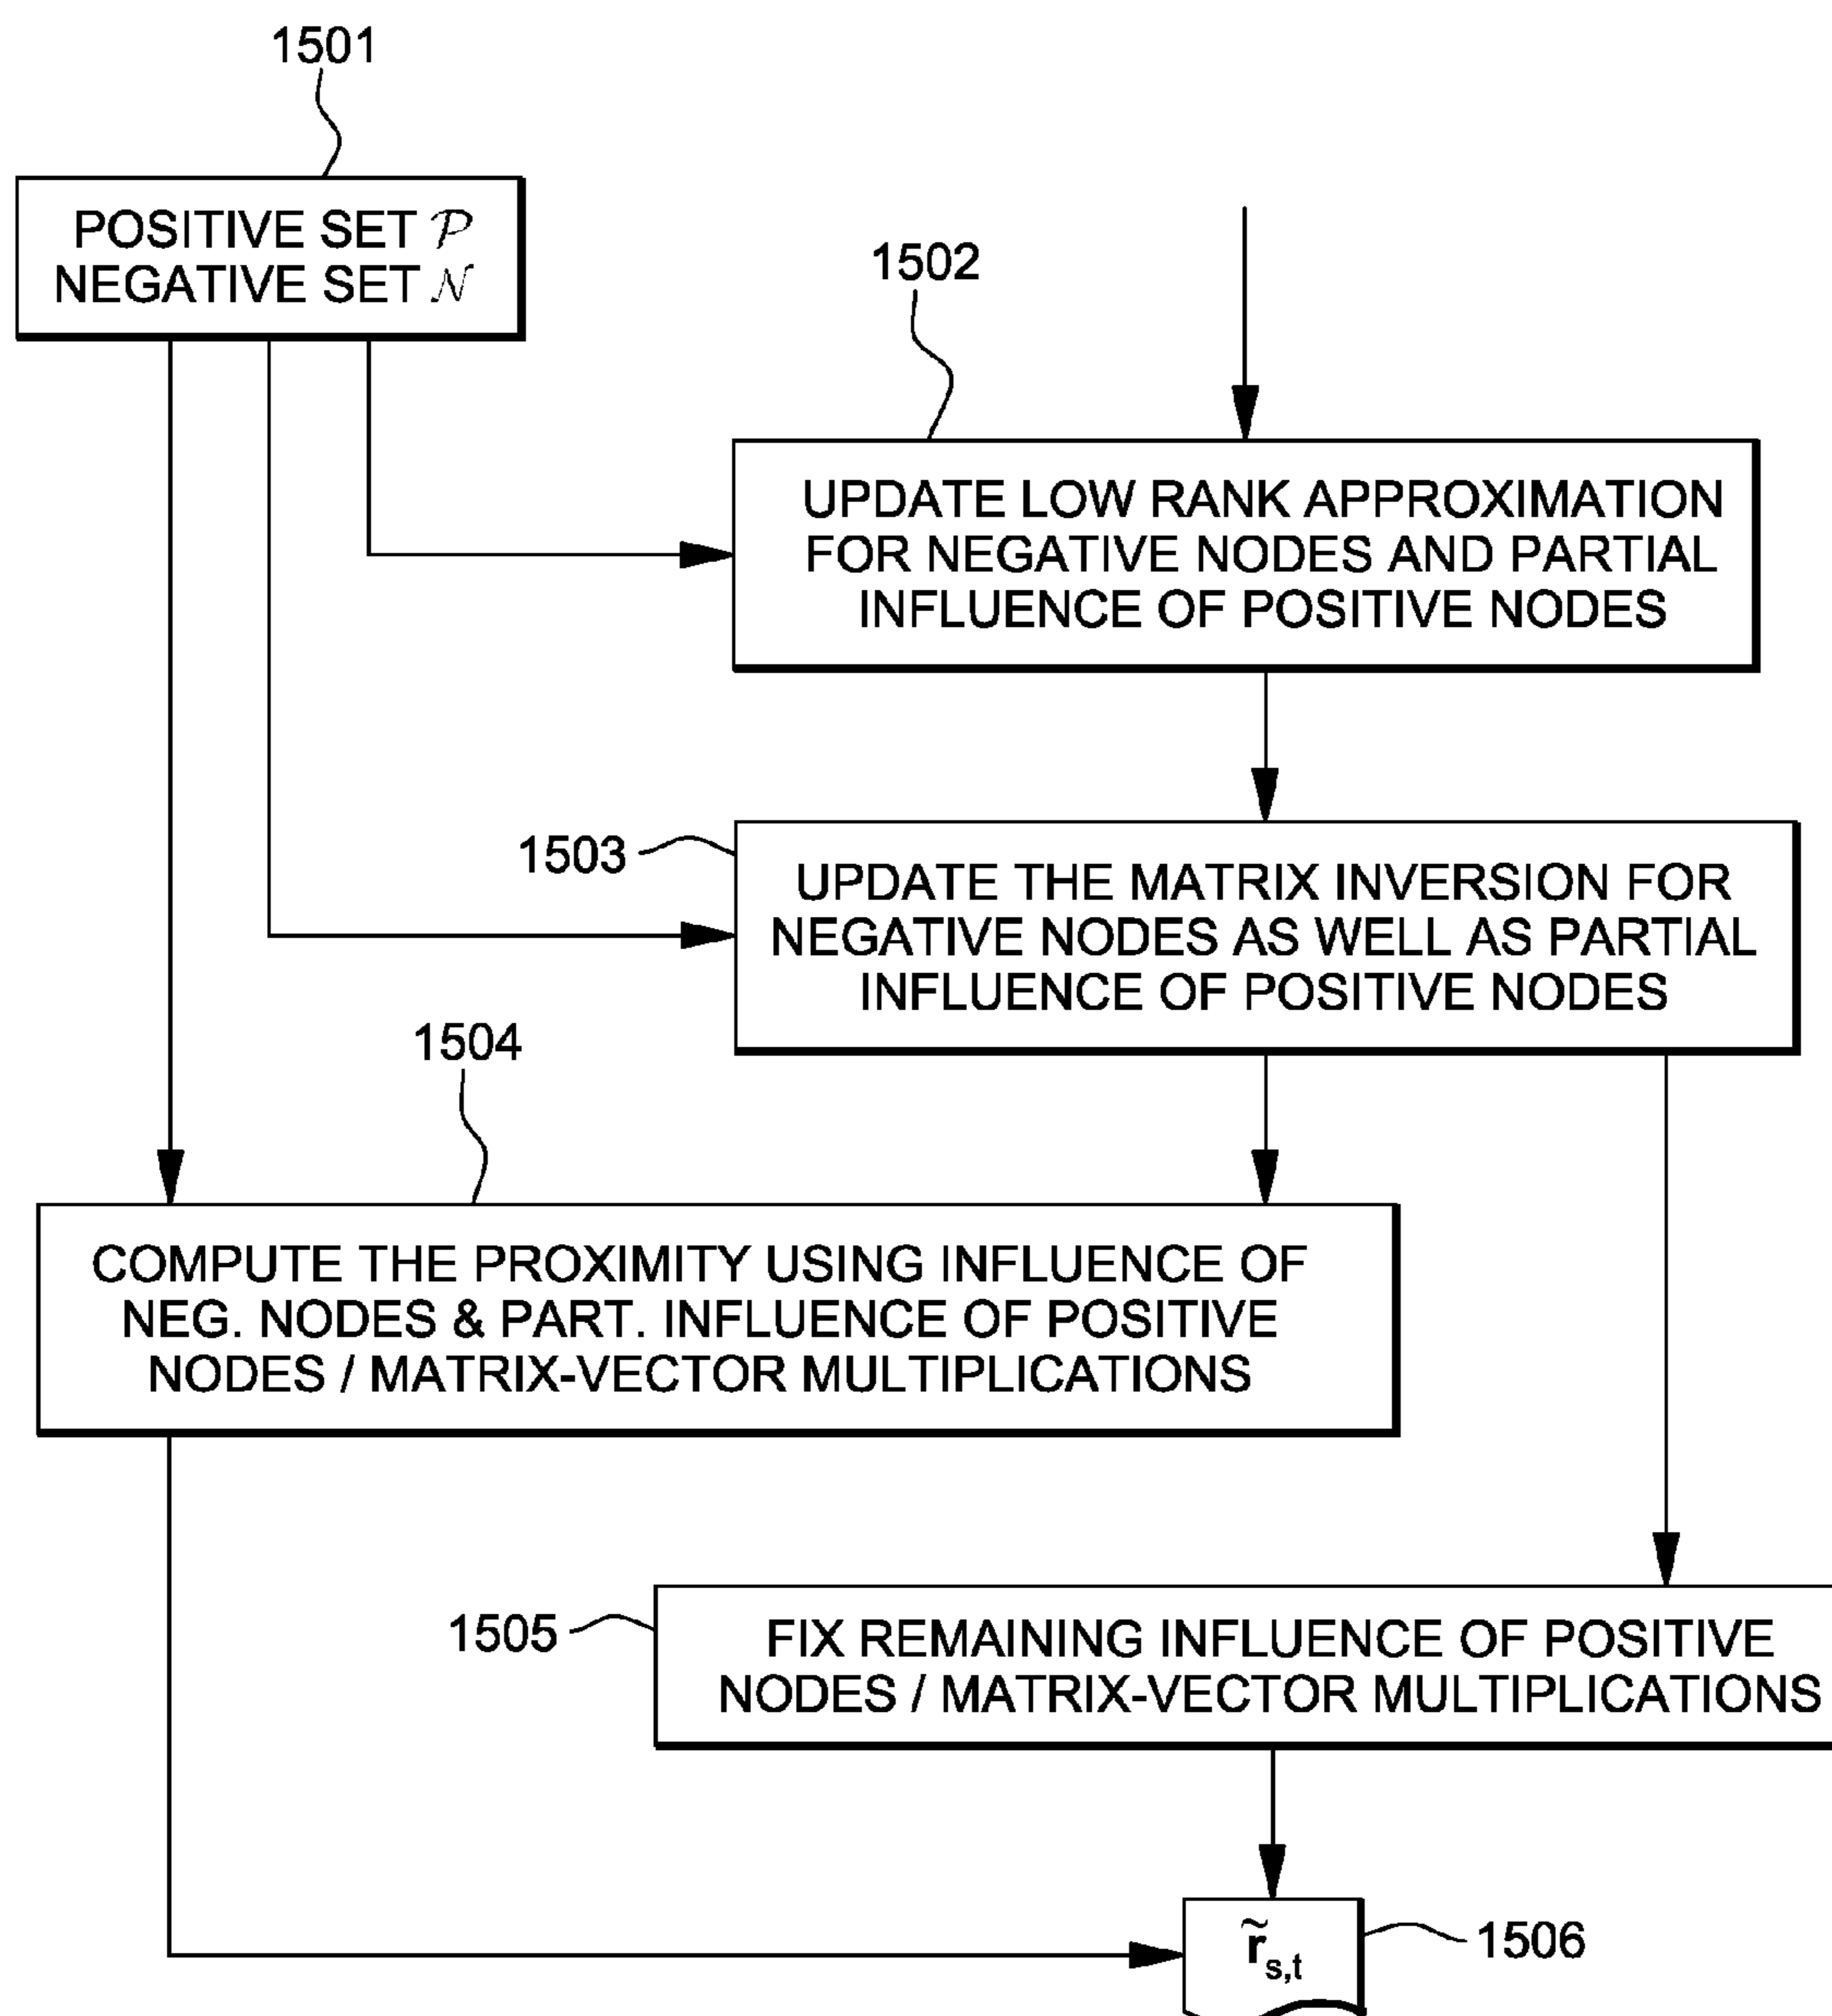 1501
POSITIVE SET 𝒫
NEGATIVE SET 𝒩
1502
UPDATE LOW RANK APPROXIMATION
FOR NEGATIVE NODES AND PARTIAL
INFLUENCE OF POSITIVE NODES
1503
UPDATE THE MATRIX INVERSION FOR
NEGATIVE NODES AS WELL AS PARTIAL
INFLUENCE OF POSITIVE NODES
1504
COMPUTE THE PROXIMITY USING INFLUENCE OF
NEG. NODES & PART. INFLUENCE OF POSITIVE
NODES / MATRIX-VECTOR MULTIPLICATIONS
1505
FIX REMAINING INFLUENCE OF POSITIVE
NODES / MATRIX-VECTOR MULTIPLICATIONS
r̃s,t
1506